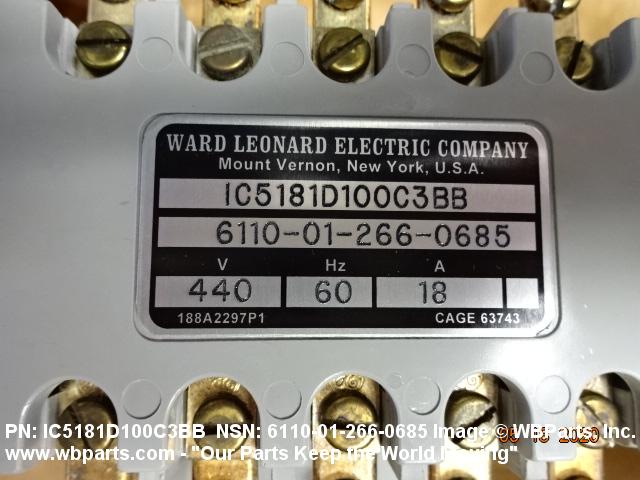 WARD LEONARD ELECTRIC COMPANY
Mount Vernon, New York, U.S.A.
IC5181D100C3BB
6110-01-266-0685
V Hz A
440 60 18
188A2297P1 CAGE 63743
PN: IC5181D100C3BB NSN: 6110-01-266-0685 Image © WBParts, Inc.
www.wbparts.com - "Our Parts Keep the World Moving"